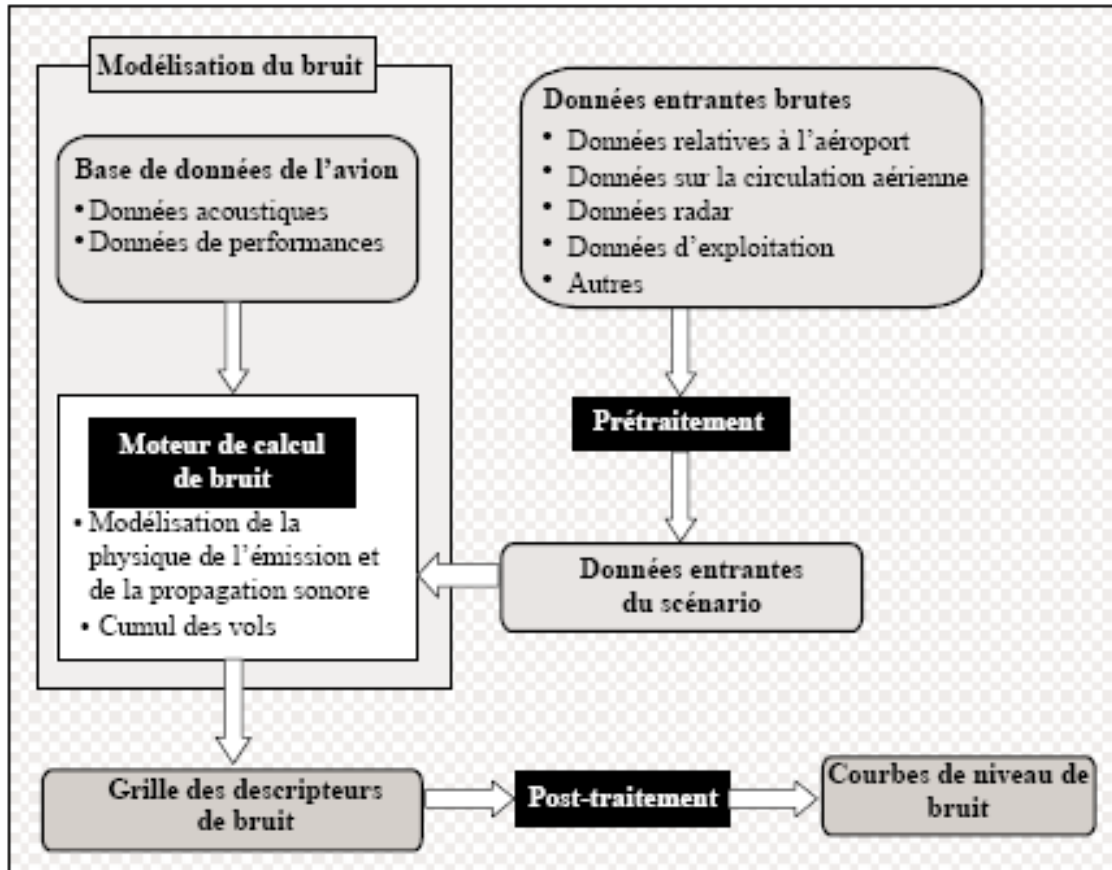 Modélisation du bruit
Base de données de l'avion
• Données acoustiques
• Données de performances
Moteur de calcul
de bruit
• Modélisation de la
physique de l'émission et
de la propagation sonore
• Cumul des vols
Données entrantes brutes
• Données relatives à l'aéroport
• Données sur la circulation aérienne
• Données radar
• Données d'exploitation
• Autres
Prétraitement
Données entrantes
du scénario
Grille des descripteurs
de bruit
Post-traitement
Courbes de niveau de
bruit